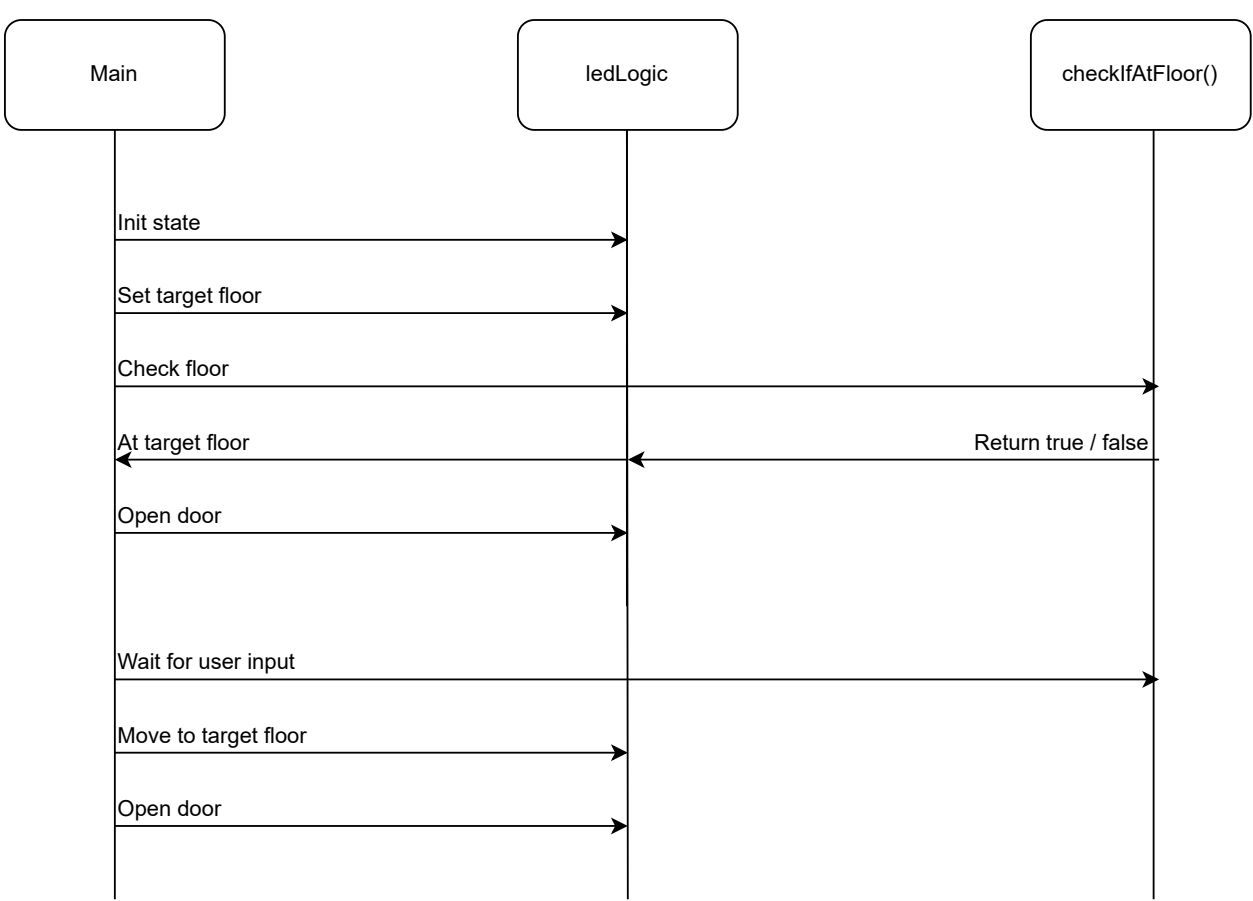 Main
ledLogic
checkIfAtFloor()
Init state
Set target floor
Check floor
At target floor
Return true / false
Open door
Wait for user input
Move to target floor
Open door